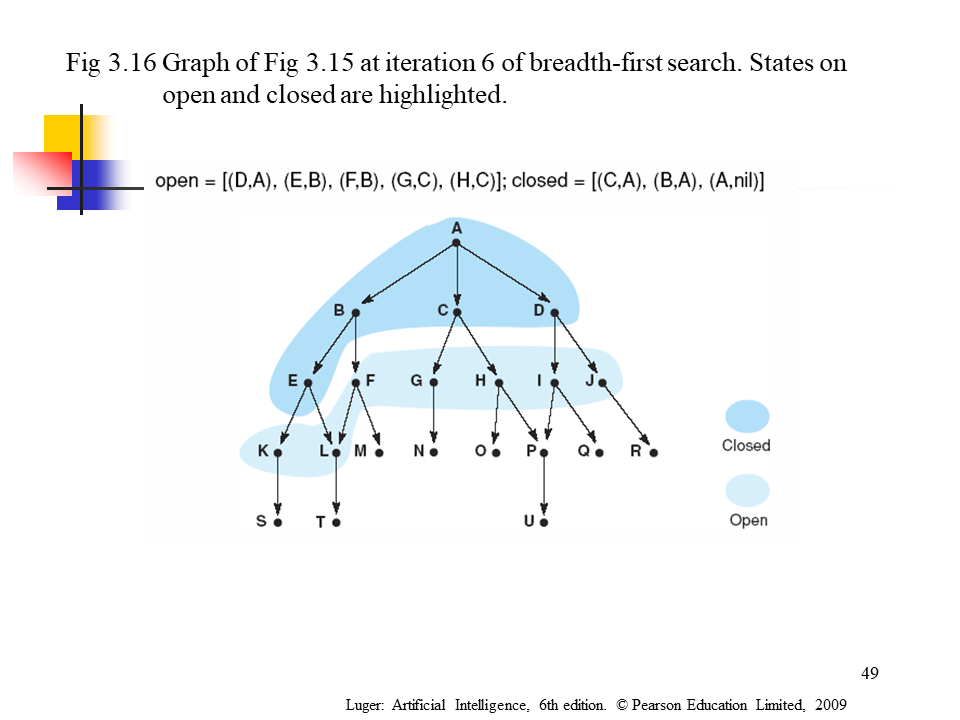 Fig 3.16 Graph of Fig 3.15 at iteration 6 of breadth-first search. States on
open and closed are highlighted.
open = [(D,A), (E,B), (F,B), (G,C), (H,C)]; closed = [(C,A), (B,A), (A,nil)]
A
B C D
E F G H I J
K L M N O P Q R
Closed
S T U
Open
49
Luger: Artificial Intelligence, 6th edition. © Pearson Education Limited, 2009